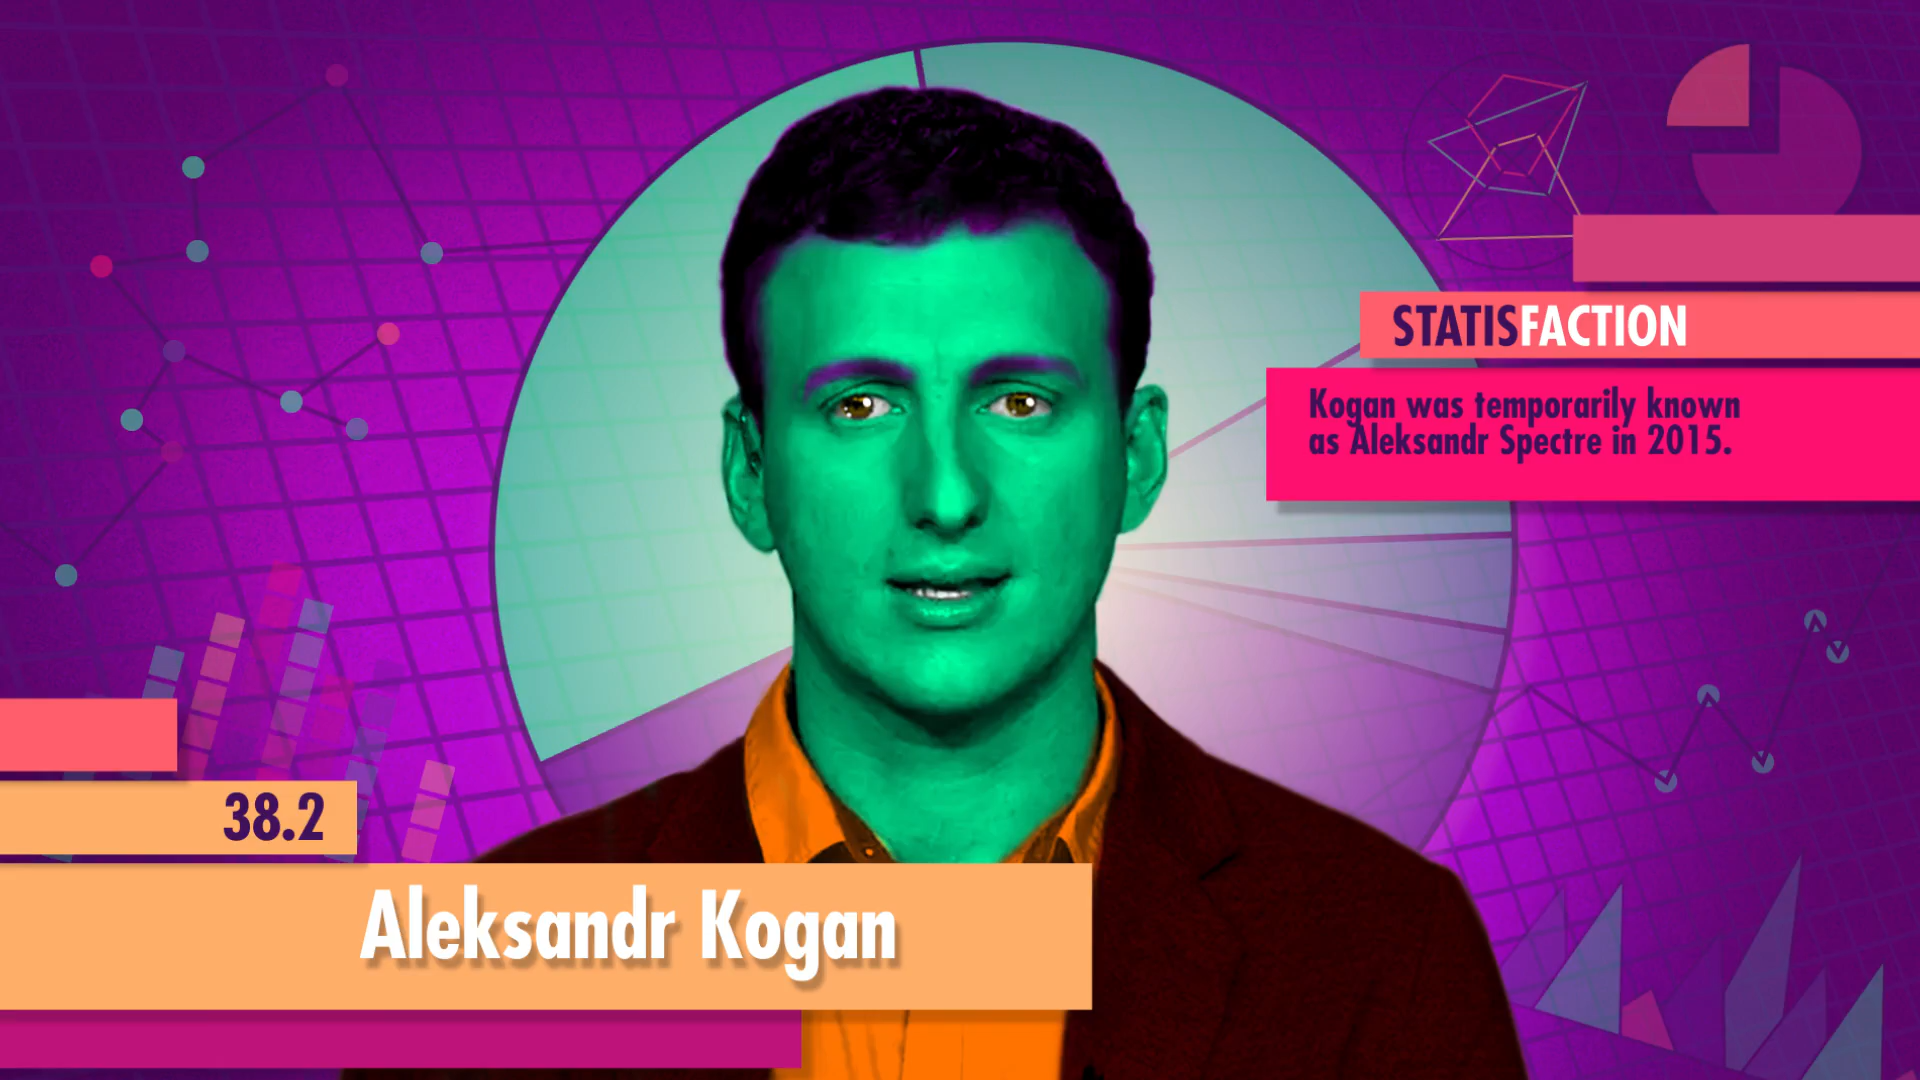 STATISFACTION
Kogan was temporarily known
as Aleksandr Spectre in 2015.
38.2
Aleksandr Kogan